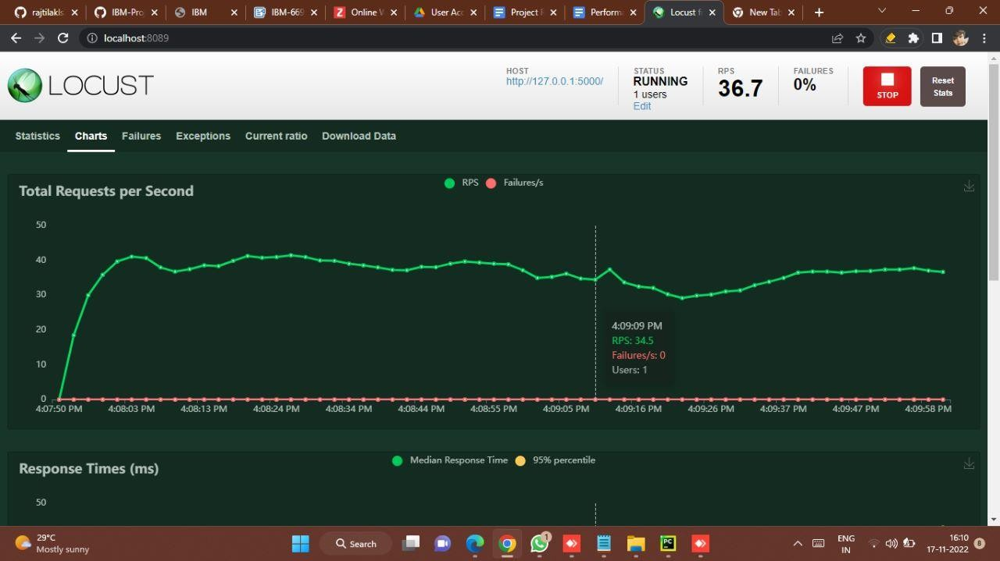 rajtilakls
IBM-Pro
IBM
IBM-669
Online W
User Acc
Project F
Performa
Locust f
New Tab
localhost:8089
LOCUST
HOST
http://127.0.0.1:5000/
STATUS
RUNNING
1 users
Edit
RPS
36.7
FAILURES
0%
STOP
Reset
Stats
Statistics
Charts
Failures
Exceptions
Current ratio
Download Data
Total Requests per Second
RPS
Failures/s
50
40
30
20
10
0
4:09:09 PM
RPS: 34.5
Failures/s: 0
Users: 1
4:07:50 PM
4:08:03 PM
4:08:13 PM
4:08:24 PM
4:08:34 PM
4:08:44 PM
4:08:55 PM
4:09:05 PM
4:09:16 PM
4:09:26 PM
4:09:37 PM
4:09:47 PM
4:09:58 PM
Response Times (ms)
Median Response Time
95% percentile
50
29°C
Mostly sunny
Search
1
PC
ENG
IN
16:10
17-11-2022
8